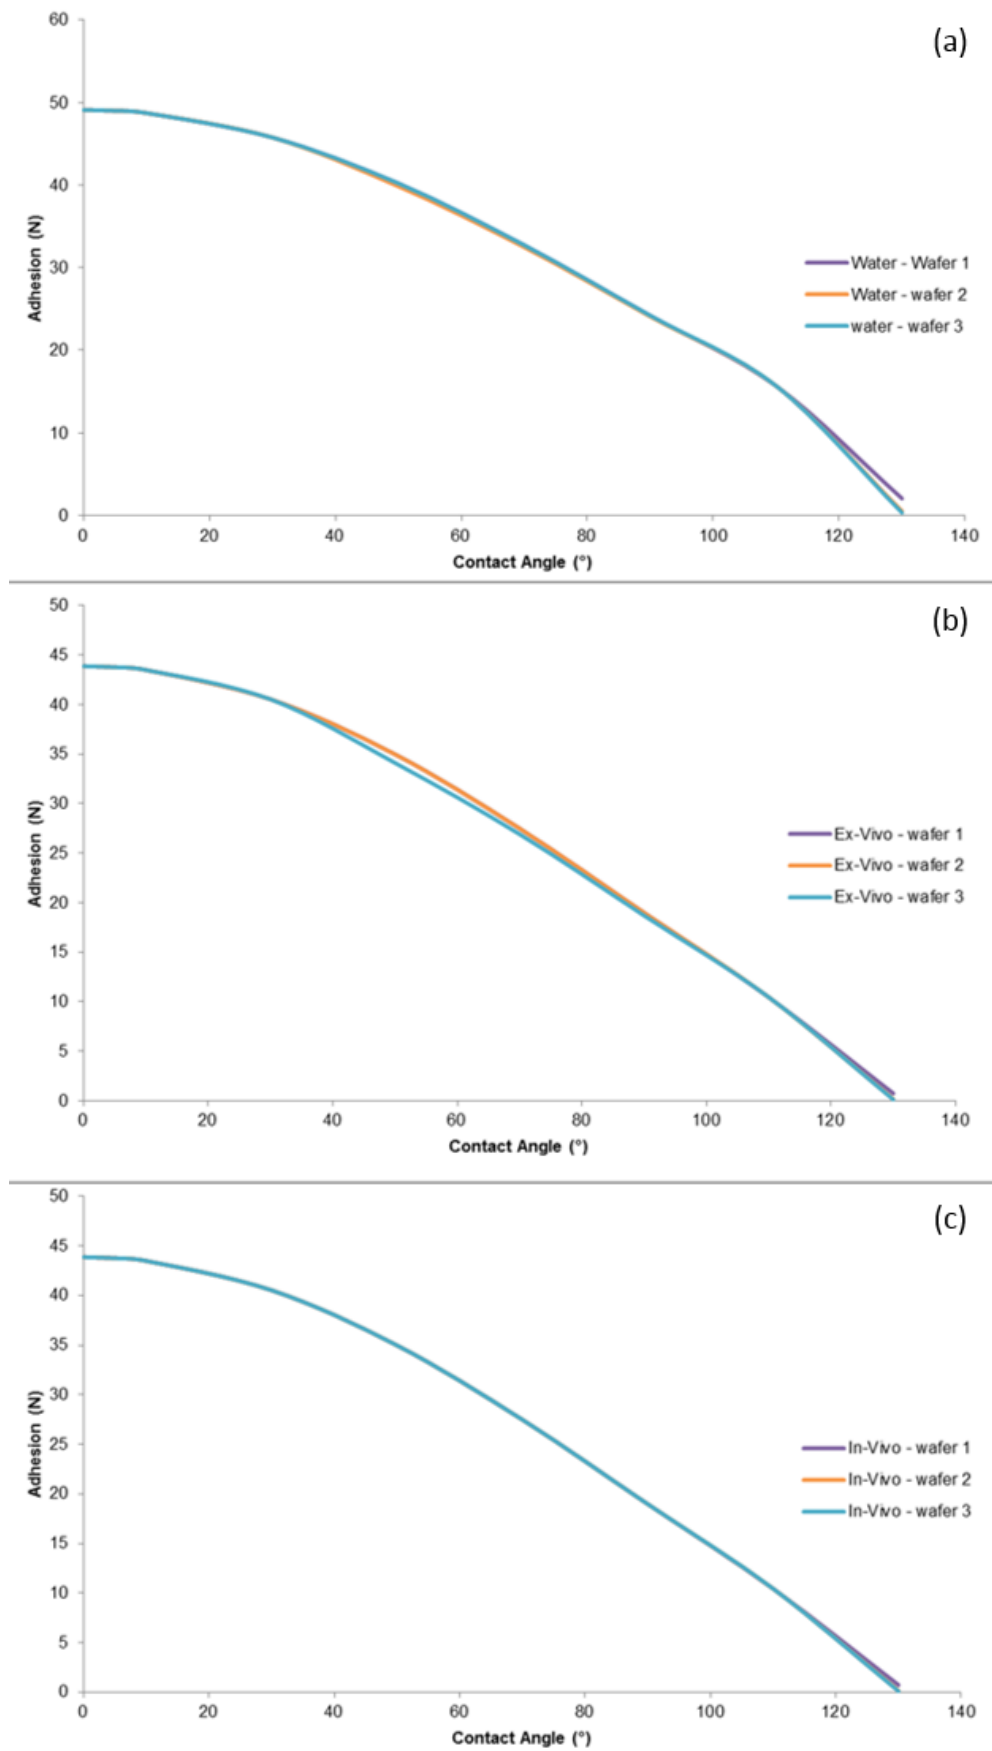 (a)
60
50
40
30
20
10
0
Adhesion (N)
Water - Wafer 1
Water - wafer 2
water - wafer 3
0 20 40 60 80 100 120 140
Contact Angle (°)
(b)
50
45
40
35
30
25
20
15
10
5
0
Adhesion (N)
Ex-Vivo - wafer 1
Ex-Vivo - wafer 2
Ex-Vivo - wafer 3
0 20 40 60 80 100 120 140
Contact Angle (°)
(c)
50
45
40
35
30
25
20
15
10
5
0
Adhesion (N)
In-Vivo - wafer 1
In-Vivo - wafer 2
In-Vivo - wafer 3
0 20 40 60 80 100 120 140
Contact Angle (°)